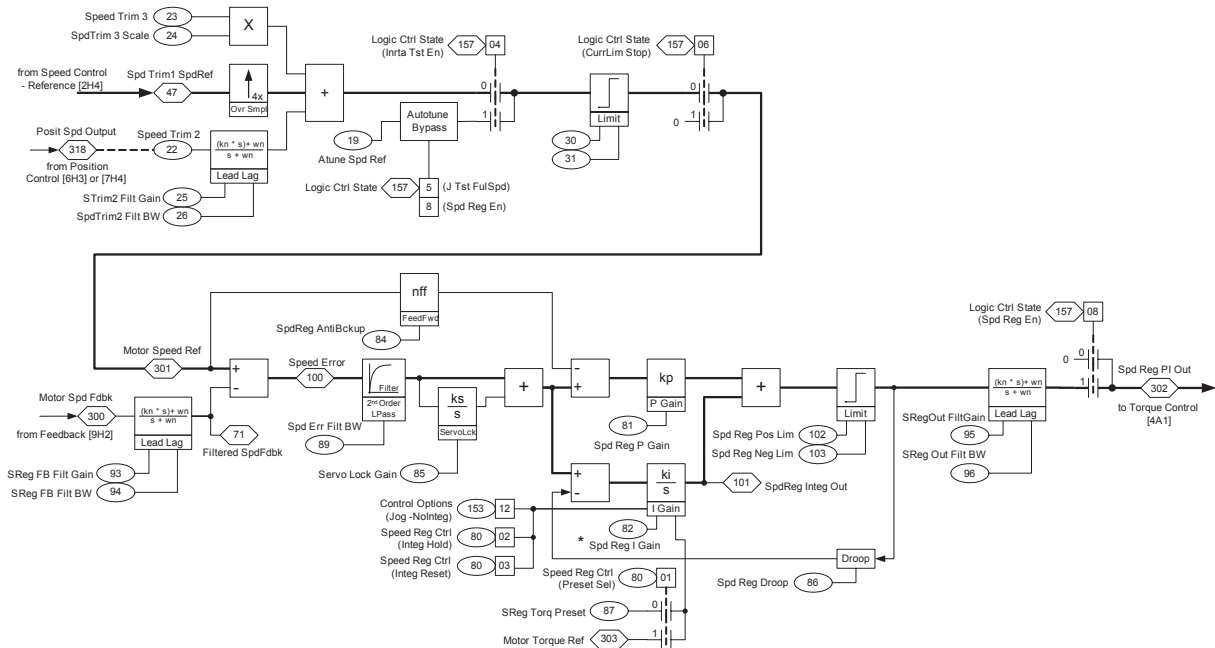 Speed Trim 3
23
SpdTrim 3 Scale
24
X
from Speed Control
- Reference [2H4]
Spd Trim1 SpdRef
47
4x
Ovr Smpl
+
Posit Spd Output
318
from Position
Control [6H3] or [7H4]
Speed Trim 2
22
(kn * s)+ wn
s + wn
Lead Lag
STrim2 Filt Gain
25
SpdTrim2 Filt BW
26
Logic Ctrl State
(Inrta Tst En)
157
04
0
1
19
Atune Spd Ref
Autotune
Bypass
Logic Ctrl State
157
5
(J Tst FulSpd)
8
(Spd Reg En)
Limit
30
31
Logic Ctrl State
(CurrLim Stop)
157
06
0
0
1
nff
FeedFwd
SpdReg AntiBckup
84
Motor Speed Ref
301
+
-
Speed Error
100
Filter
2nd Order
LPass
Spd Err Filt BW
89
ks
s
ServoLck
Servo Lock Gain
85
+
Motor Spd Fdbk
300
from Feedback [9H2]
(kn * s)+ wn
s + wn
Lead Lag
71
Filtered SpdFdbk
SReg FB Filt Gain
93
SReg FB Filt BW
94
-
+
kp
P Gain
81
Spd Reg P Gain
+
Limit
Spd Reg Pos Lim
102
Spd Reg Neg Lim
103
+
-
ki
s
I Gain
82
*
Spd Reg I Gain
101
SpdReg Integ Out
Control Options
(Jog -NoInteg)
153
12
Speed Reg Ctrl
(Integ Hold)
80
02
Speed Reg Ctrl
(Integ Reset)
80
03
Speed Reg Ctrl
(Preset Sel)
80
01
SReg Torq Preset
87
0
Motor Torque Ref
303
1
Droop
Spd Reg Droop
86
(kn * s)+ wn
s + wn
Lead Lag
SRegOut FiltGain
95
SReg Out Filt BW
96
Logic Ctrl State
(Spd Reg En)
157
08
0
0
1
Spd Reg PI Out
302
to Torque Control
[4A1]